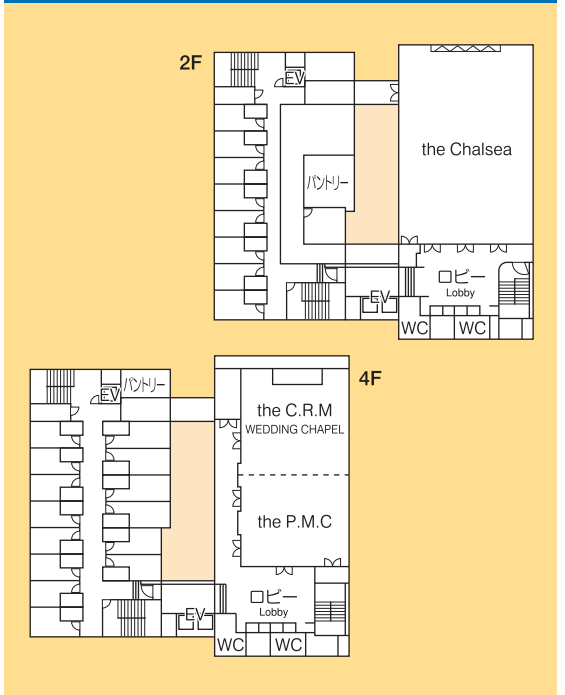 2F
EV
the Chalsea
パントリー
ロビー
Lobby
EV
WC
WC
4F
パントリー
EV
the C.R.M
WEDDING CHAPEL
the P.M.C
ロビー
Lobby
EV
WC
WC